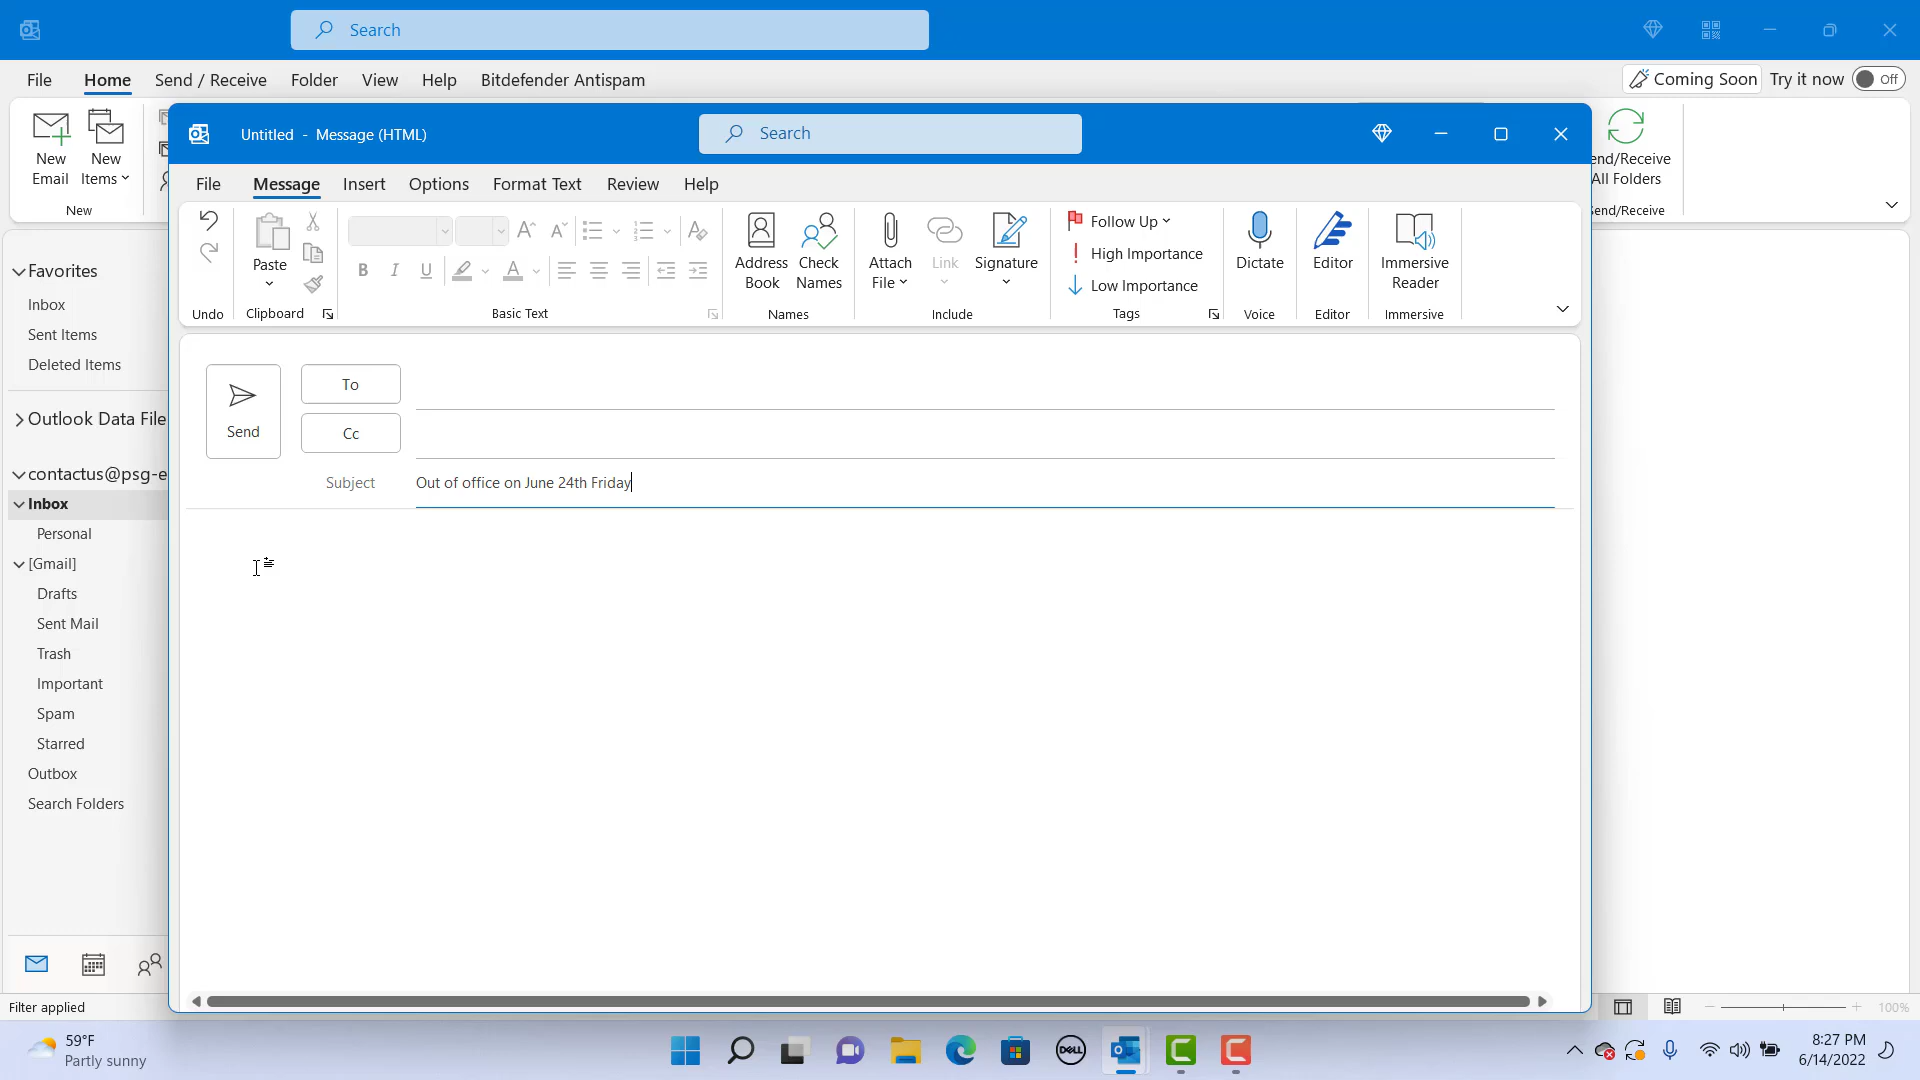 Search
File Home Send / Receive Folder View Help Bitdefender Antispam
Coming Soon Try it now Off
New Email
New Items
New
Send/Receive
All Folders
Send/Receive
Untitled - Message (HTML)
Search
File Message Insert Options Format Text Review Help
Undo
Paste
Clipboard
B I U A
Basic Text
Address Book
Check Names
Names
Attach File
Link
Signature
Include
Follow Up
High Importance
Low Importance
Tags
Dictate
Voice
Editor
Editor
Immersive Reader
Immersive
Send
To
Cc
Subject
Out of office on June 24th Friday
Favorites
Inbox
Sent Items
Deleted Items
Outlook Data File
contactus@psg-e
Inbox
Personal
[Gmail]
Drafts
Sent Mail
Trash
Important
Spam
Starred
Outbox
Search Folders
Filter applied
100%
59°F
Partly sunny
DELL
8:27 PM
6/14/2022